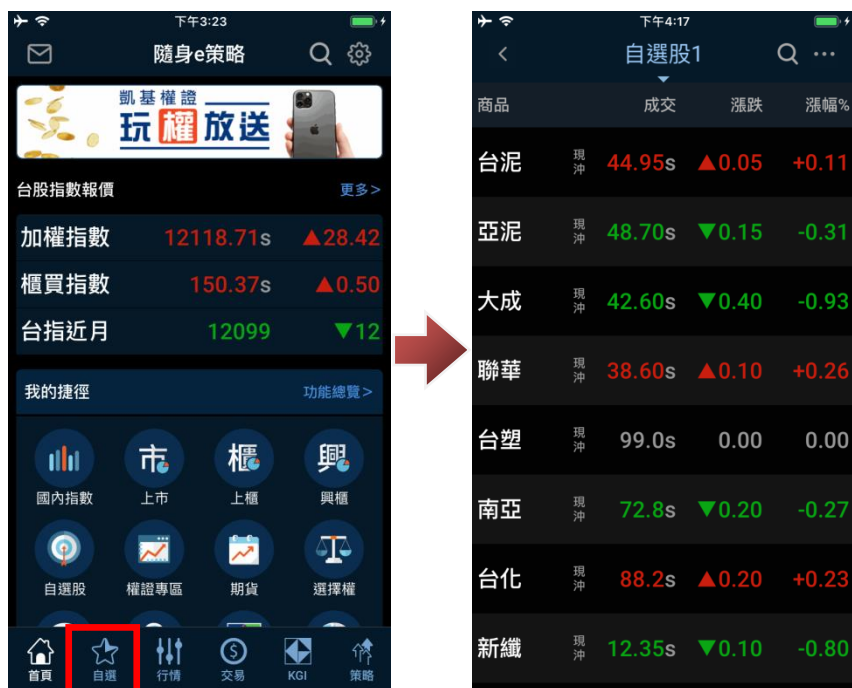 下午3:23
隨身e策略
凱基權證
玩權放送
台股指數報價 更多>
加權指數 12118.71s ▲28.42
櫃買指數 150.37s ▲0.50
台指近月 12099 ▼12
我的捷徑 功能總覽>
市 櫃 興
國內指數 上市 上櫃 興櫃
自選股 權證專區 期貨 選擇權
首頁 自選 行情 交易 KGI 策略
下午4:17
自選股1
商品 成交 漲跌 漲幅%
台泥 現沖 44.95s ▲0.05 +0.11
亞泥 現沖 48.70s ▼0.15 -0.31
大成 現沖 42.60s ▼0.40 -0.93
聯華 現沖 38.60s ▲0.10 +0.26
台塑 現沖 99.0s 0.00 0.00
南亞 現沖 72.8s ▼0.20 -0.27
台化 現沖 88.2s ▲0.20 +0.23
新纖 現沖 12.35s ▼0.10 -0.80